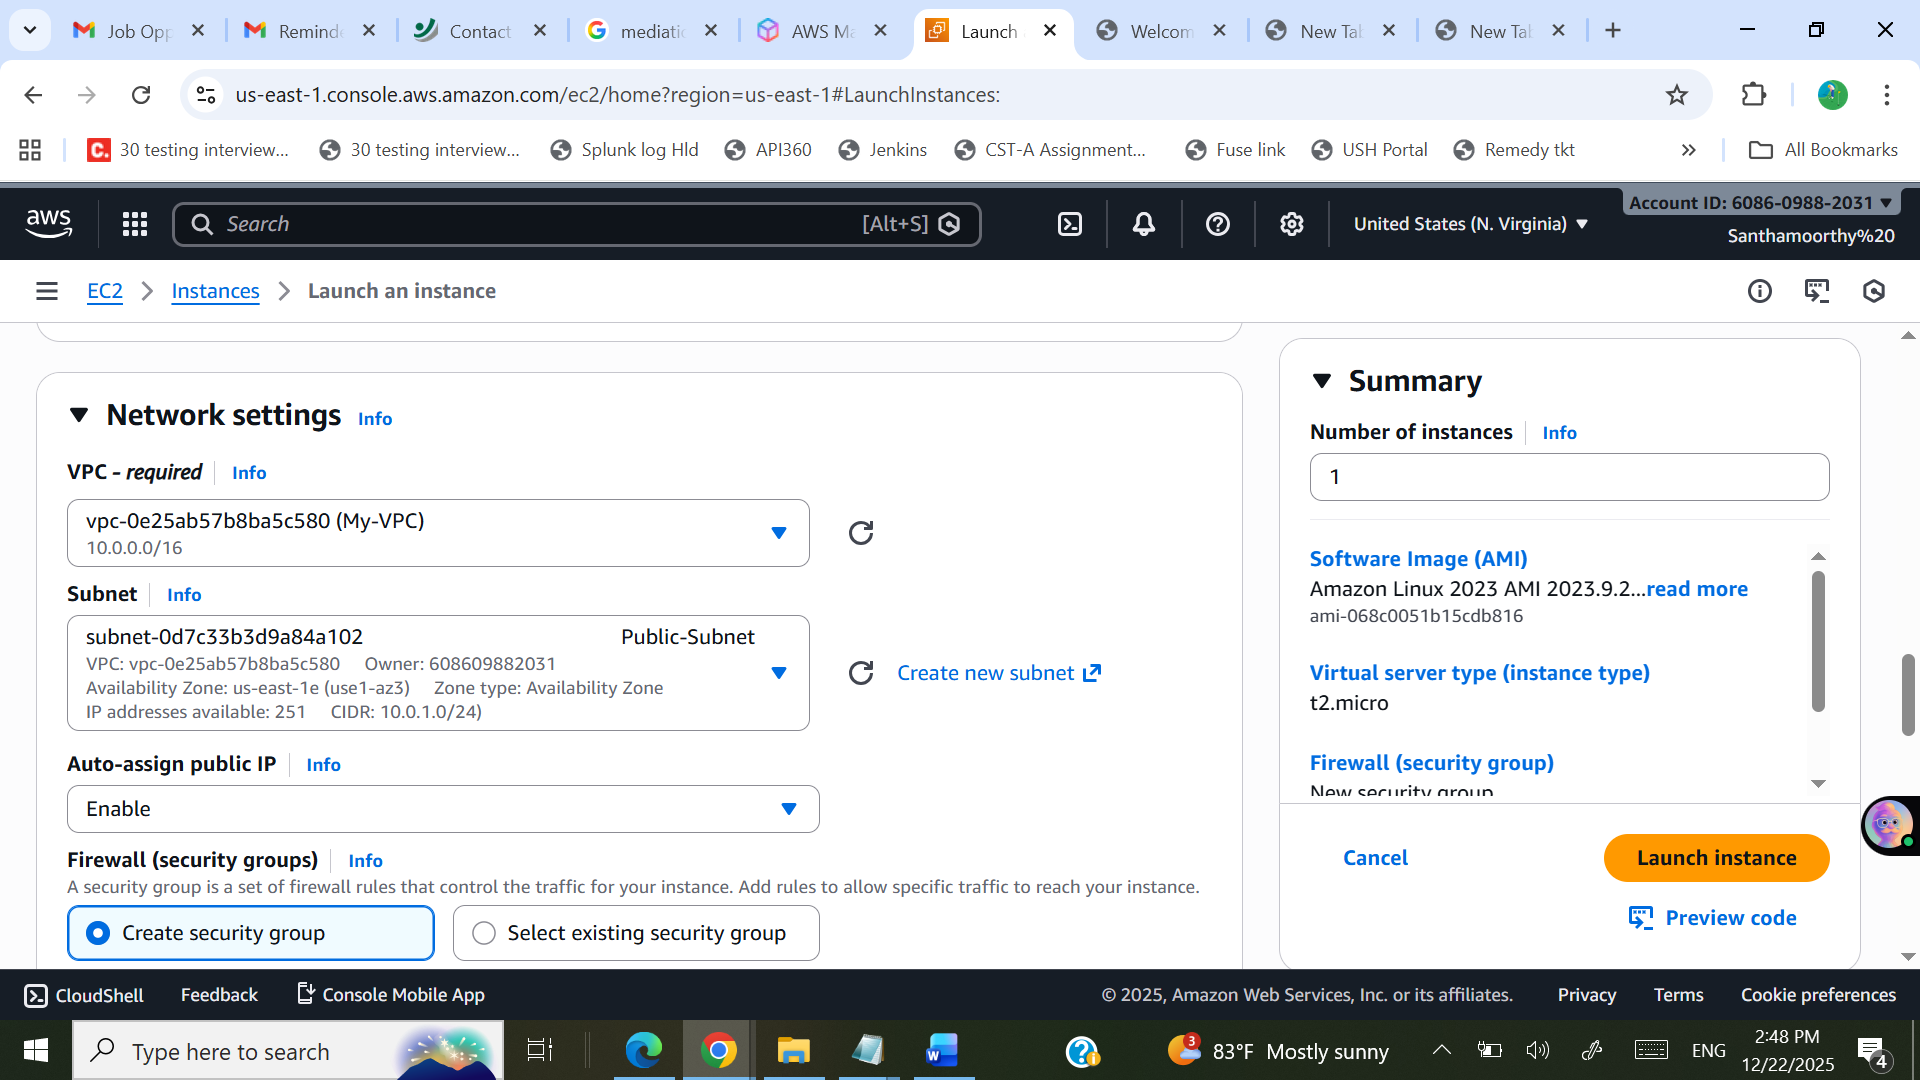 Job Opp
Reminde
Contact
mediatio
AWS Ma
Launch
Welcom
New Tab
New Tab
us-east-1.console.aws.amazon.com/ec2/home?region=us-east-1#LaunchInstances:
30 testing interview...
30 testing interview...
Splunk log Hld
API360
Jenkins
CST-A Assignment...
Fuse link
USH Portal
Remedy tkt
All Bookmarks
aws
Search
[Alt+S]
United States (N. Virginia)
Account ID: 6086-0988-2031
Santhamoorthy%20
EC2
Instances
Launch an instance
Network settings Info
VPC - required Info
vpc-0e25ab57b8ba5c580 (My-VPC)
10.0.0.0/16
Subnet Info
subnet-0d7c33b3d9a84a102 Public-Subnet
VPC: vpc-0e25ab57b8ba5c580 Owner: 608609882031
Availability Zone: us-east-1e (use1-az3) Zone type: Availability Zone
IP addresses available: 251 CIDR: 10.0.1.0/24)
Create new subnet
Auto-assign public IP Info
Enable
Firewall (security groups) Info
A security group is a set of firewall rules that control the traffic for your instance. Add rules to allow specific traffic to reach your instance.
Create security group
Select existing security group
Summary
Number of instances Info
1
Software Image (AMI)
Amazon Linux 2023 AMI 2023.9.2...read more
ami-068c0051b15cdb816
Virtual server type (instance type)
t2.micro
Firewall (security group)
New security group
Cancel
Launch instance
Preview code
CloudShell
Feedback
Console Mobile App
© 2025, Amazon Web Services, Inc. or its affiliates.
Privacy
Terms
Cookie preferences
Type here to search
3
83°F Mostly sunny
ENG
2:48 PM
12/22/2025
4